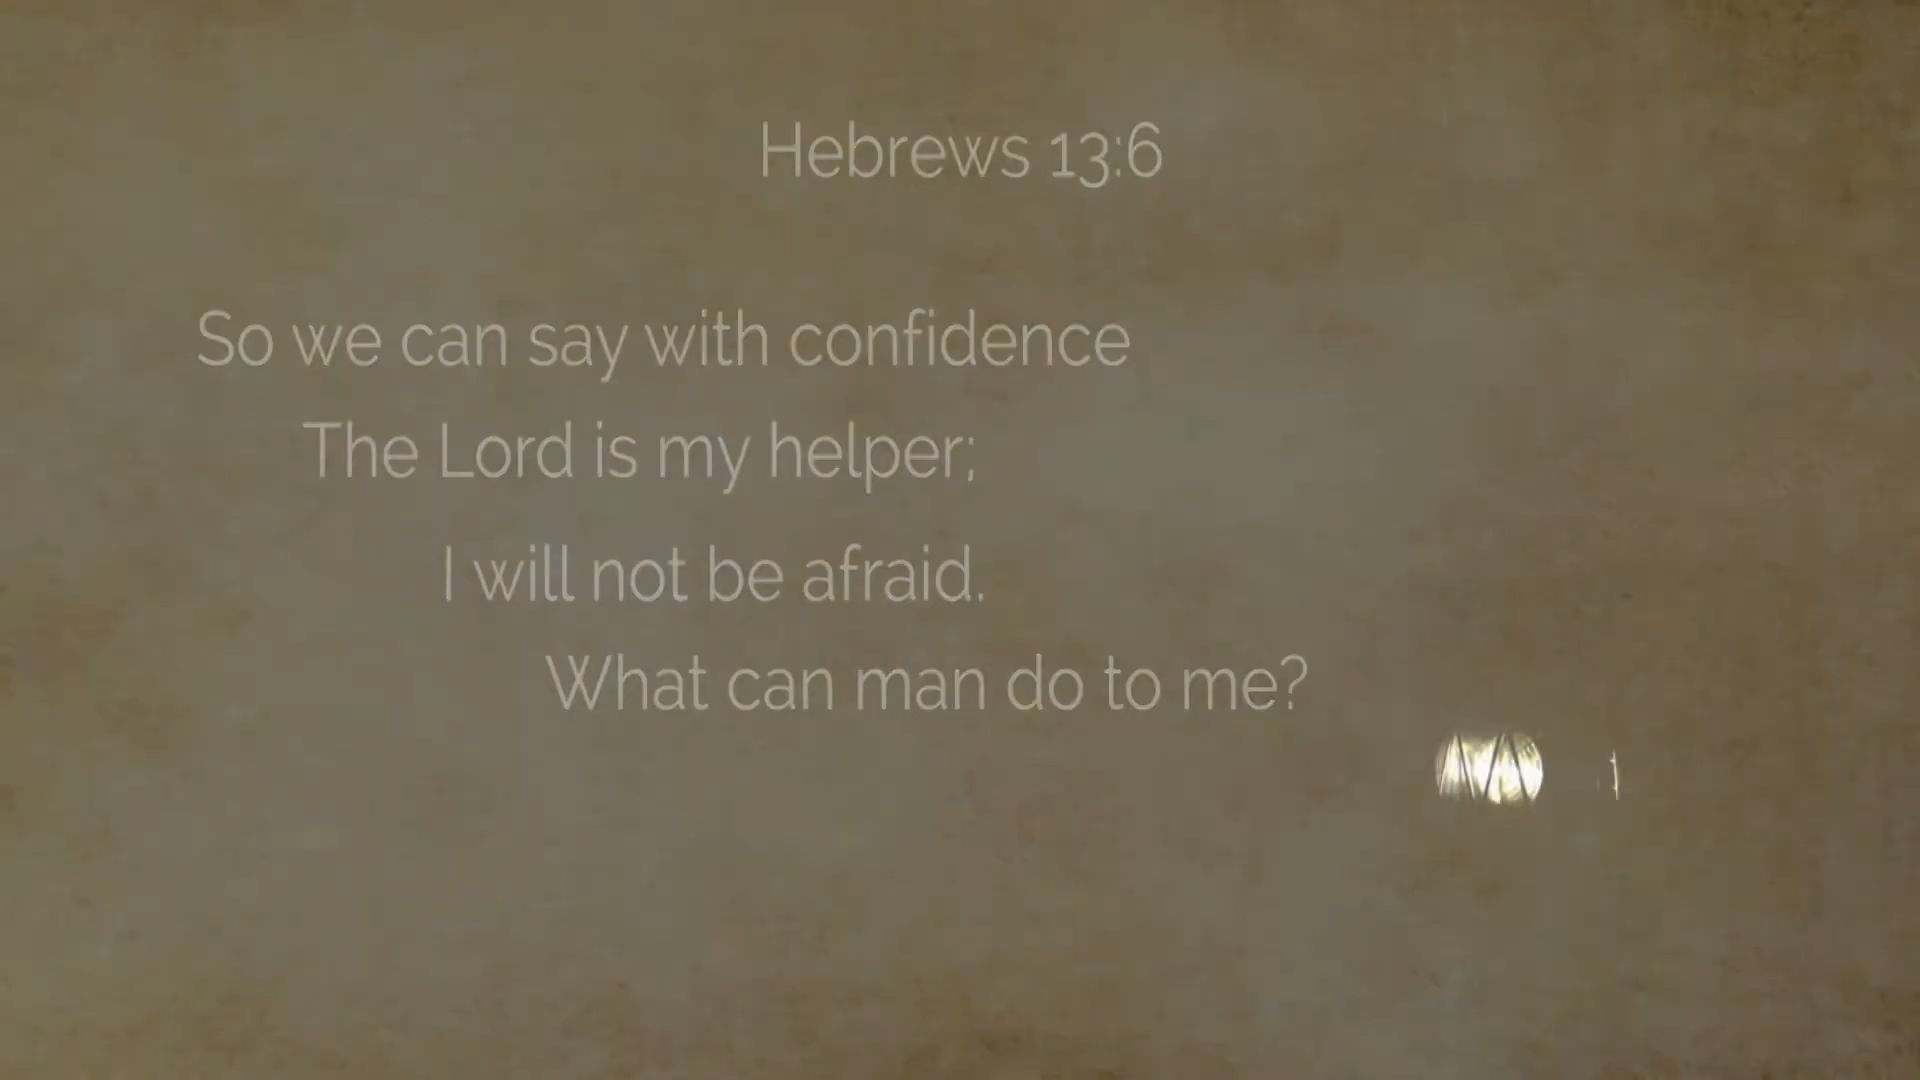 Hebrews 13:6
So we can say with confidence
The Lord is my helper;
I will not be afraid.
What can man do to me?